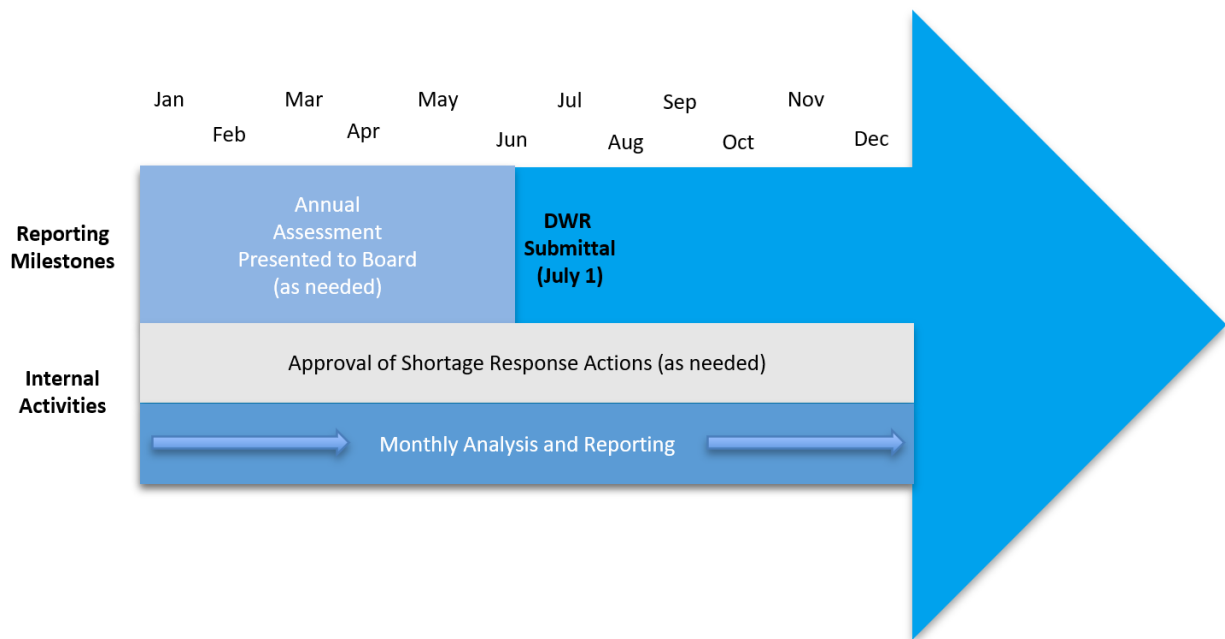 Jan
Feb
Mar
Apr
May
Jun
Jul
Aug
Sep
Oct
Nov
Dec
Reporting
Milestones
Annual
Assessment
Presented to Board
(as needed)
DWR
Submittal
(July 1)
Internal
Activities
Approval of Shortage Response Actions (as needed)
Monthly Analysis and Reporting